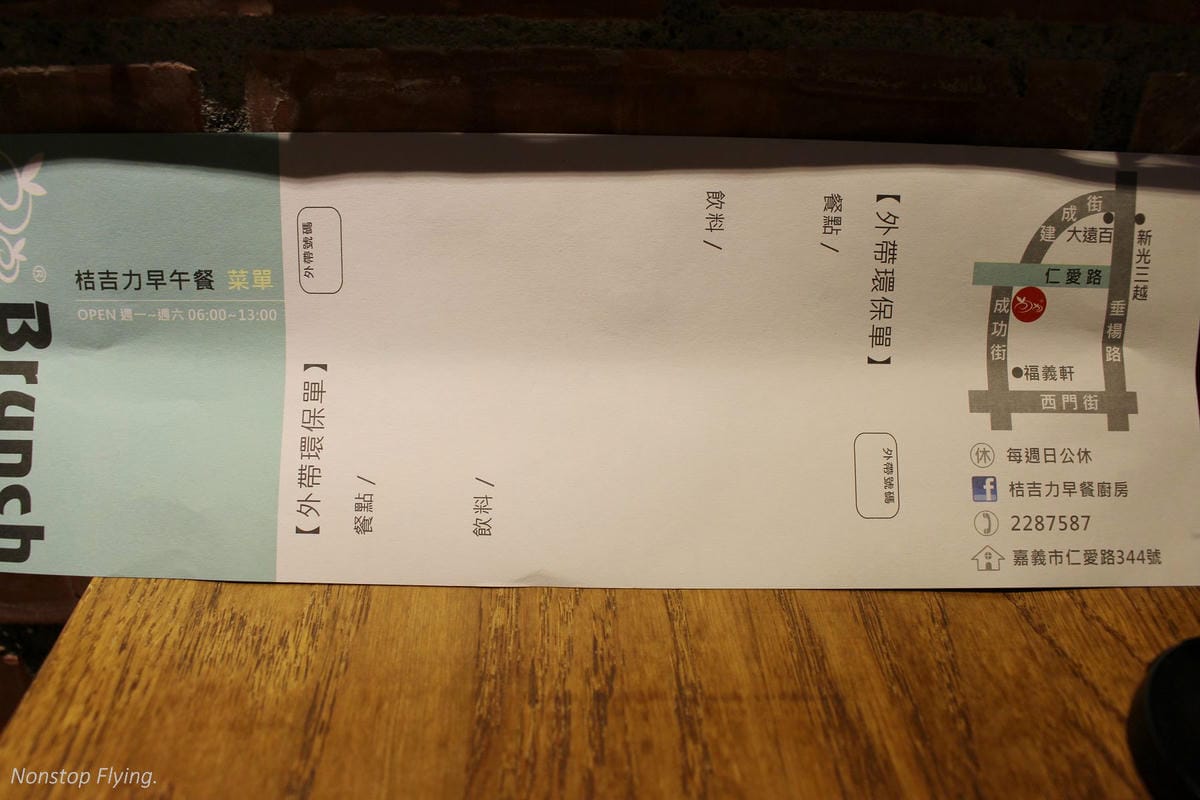 ®
Brunch
桔吉力早午餐 菜單
OPEN 週一~週六 06:00~13:00
外帶號碼
【外帶環保單】
餐點 /
飲料 /
【外帶環保單】
餐點 /
飲料 /
外帶號碼
建成街
大遠百
新光三越
仁愛路
成功街
垂楊路
福義軒
西門街
休 每週日公休
f 桔吉力早餐廚房
2287587
嘉義市仁愛路344號
Nonstop Flying.